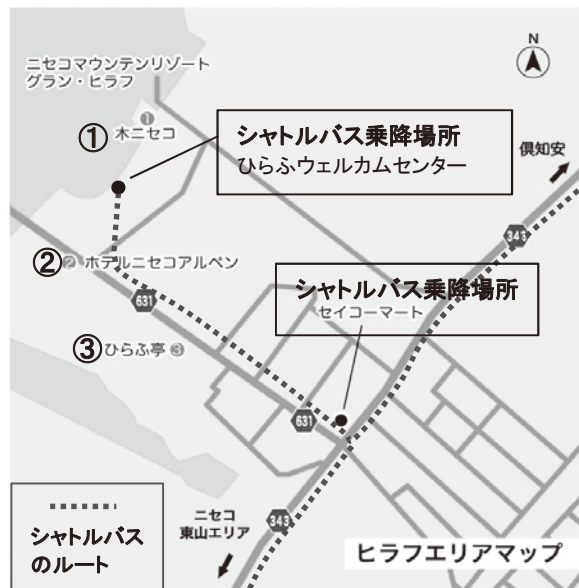 N
ニセコマウンテンリゾート
グラン・ヒラフ
①
① 木ニセコ
シャトルバス乗降場所
ひらふウェルカムセンター
倶知安
343
② ② ホテルニセコアルペン
631
シャトルバス乗降場所
セイコーマート
③ ひらふ亭 ③
631
シャトルバス
のルート
ニセコ
東山エリア
343
ヒラフエリアマップ